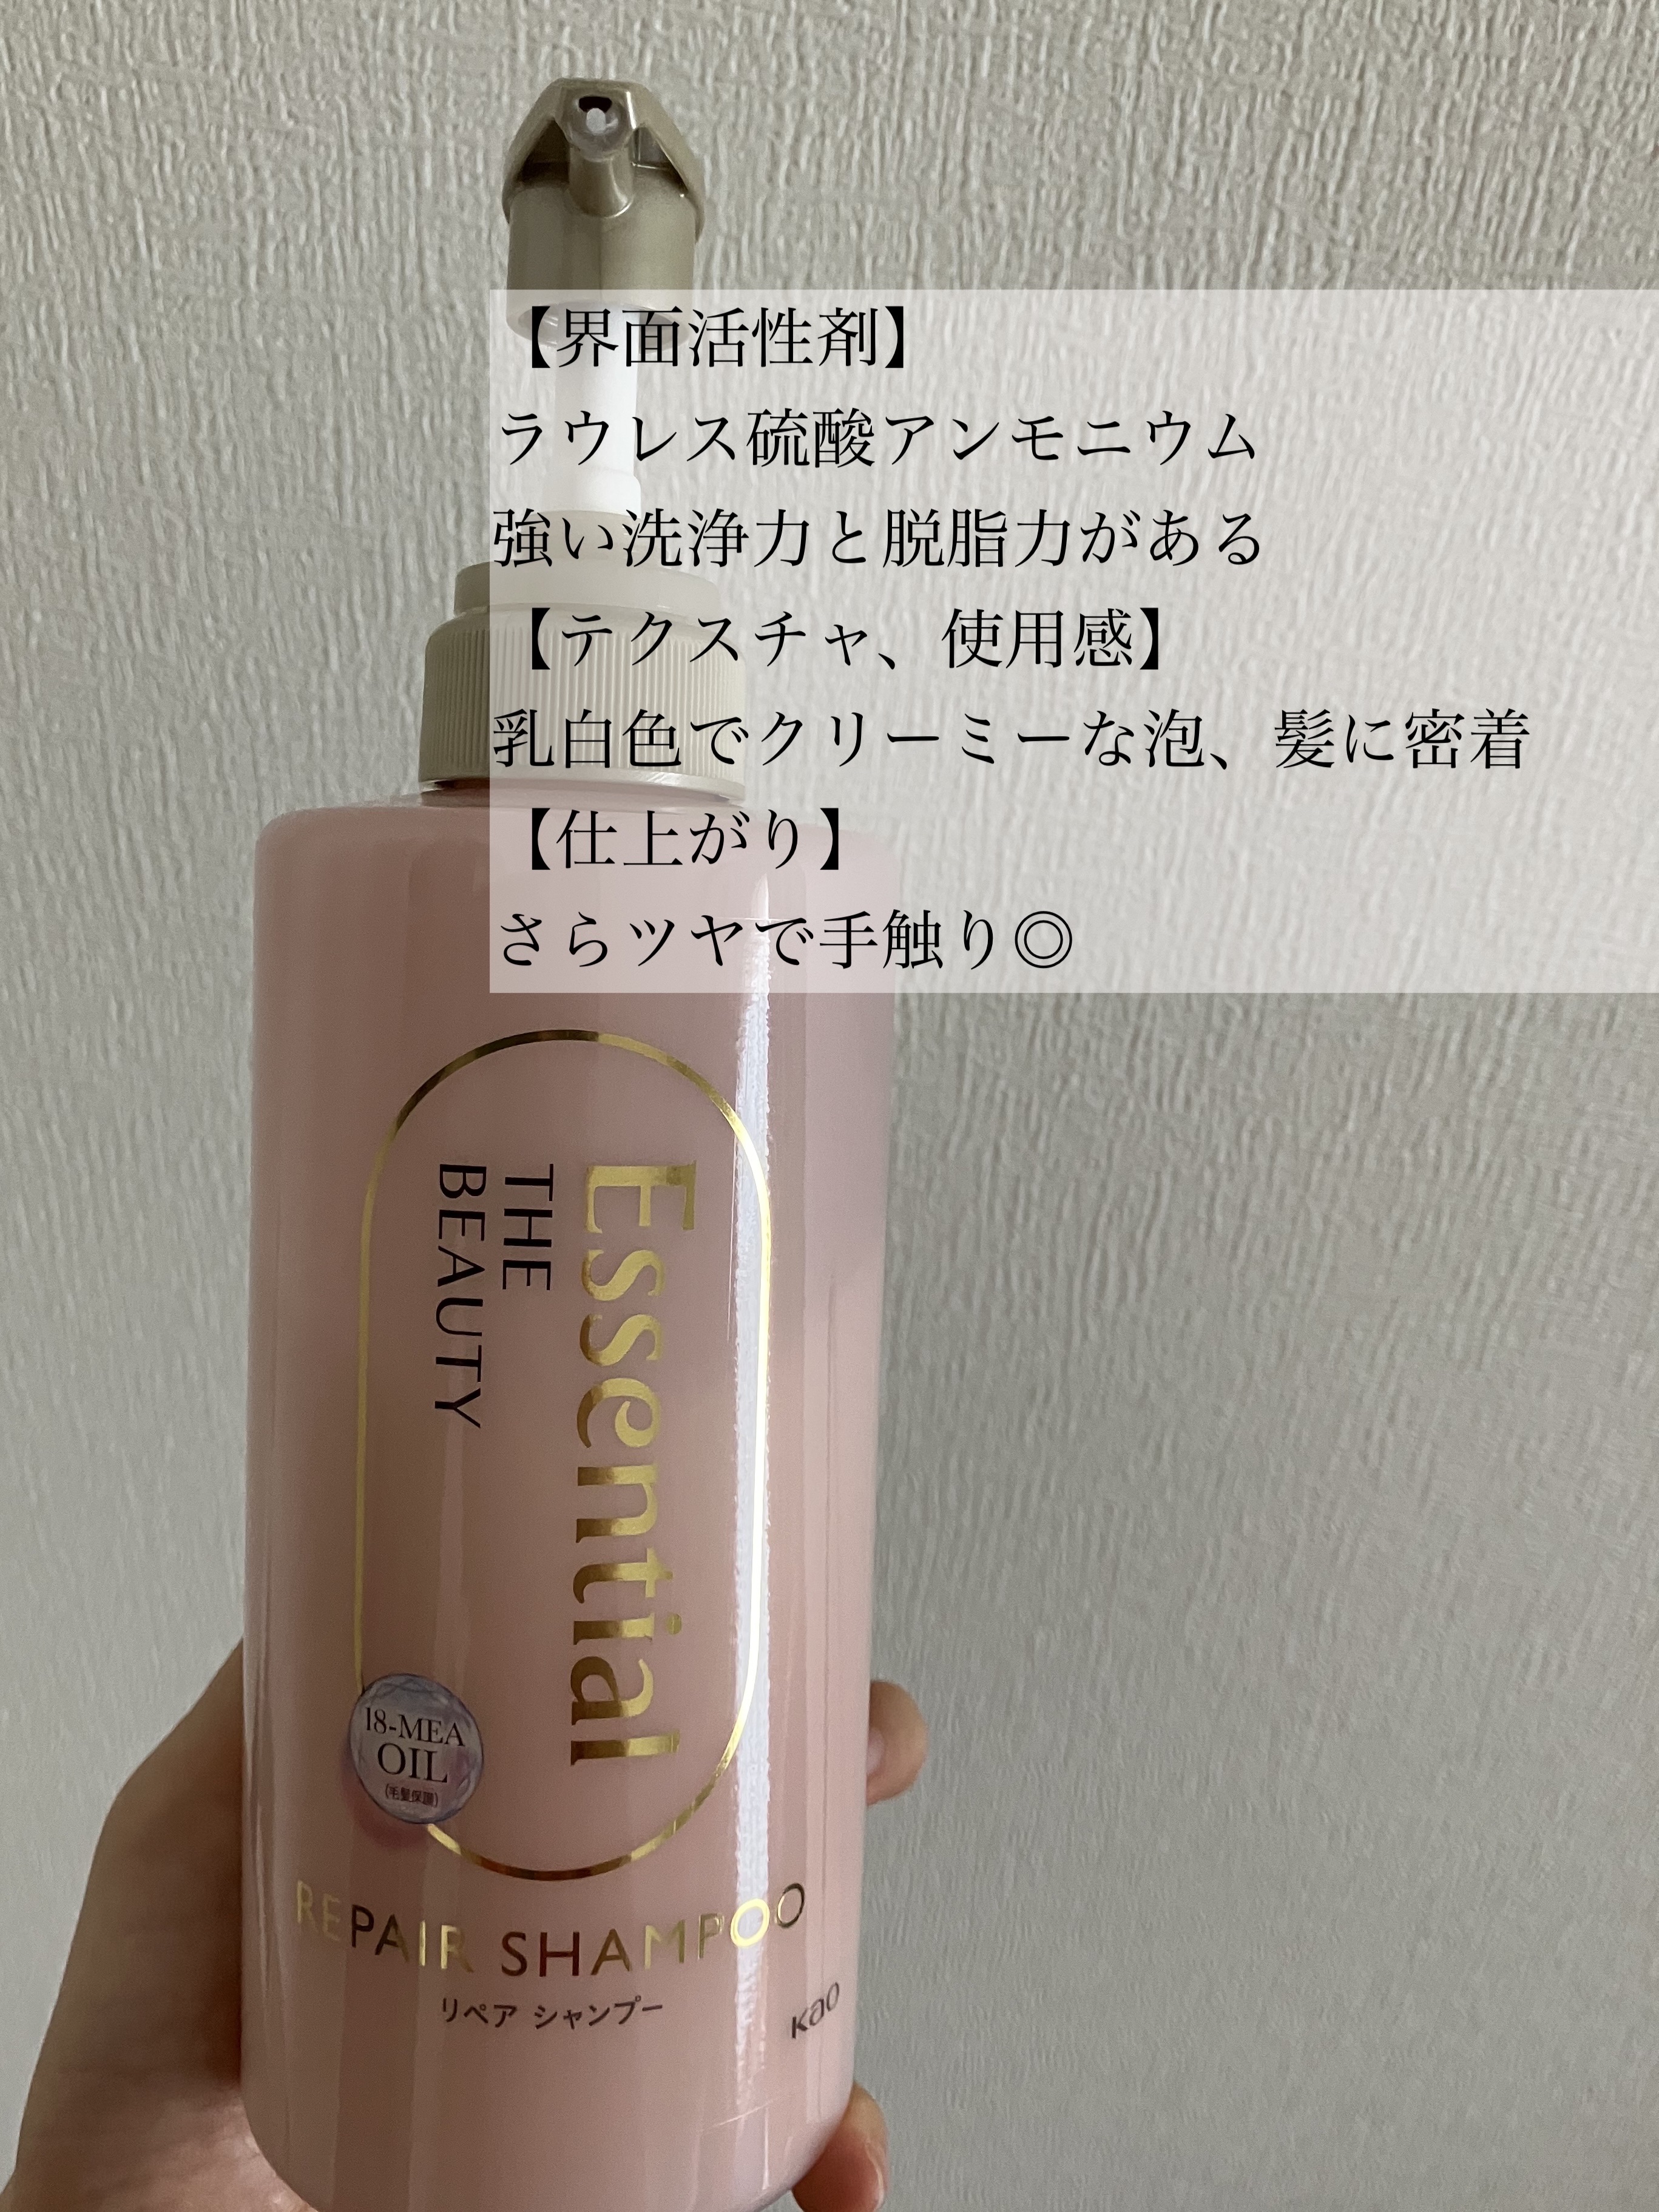 【界面活性剤】
ラウレス硫酸アンモニウム
強い洗浄力と脱脂力がある
【テクスチャ、使用感】
乳白色でクリーミーな泡、髪に密着
【仕上がり】
さらツヤで手触り◎
Essential
THE
BEAUTY
18-MEA
OIL
(毛髪保護)
REPAIR SHAMPOO
リペア シャンプー
Kao